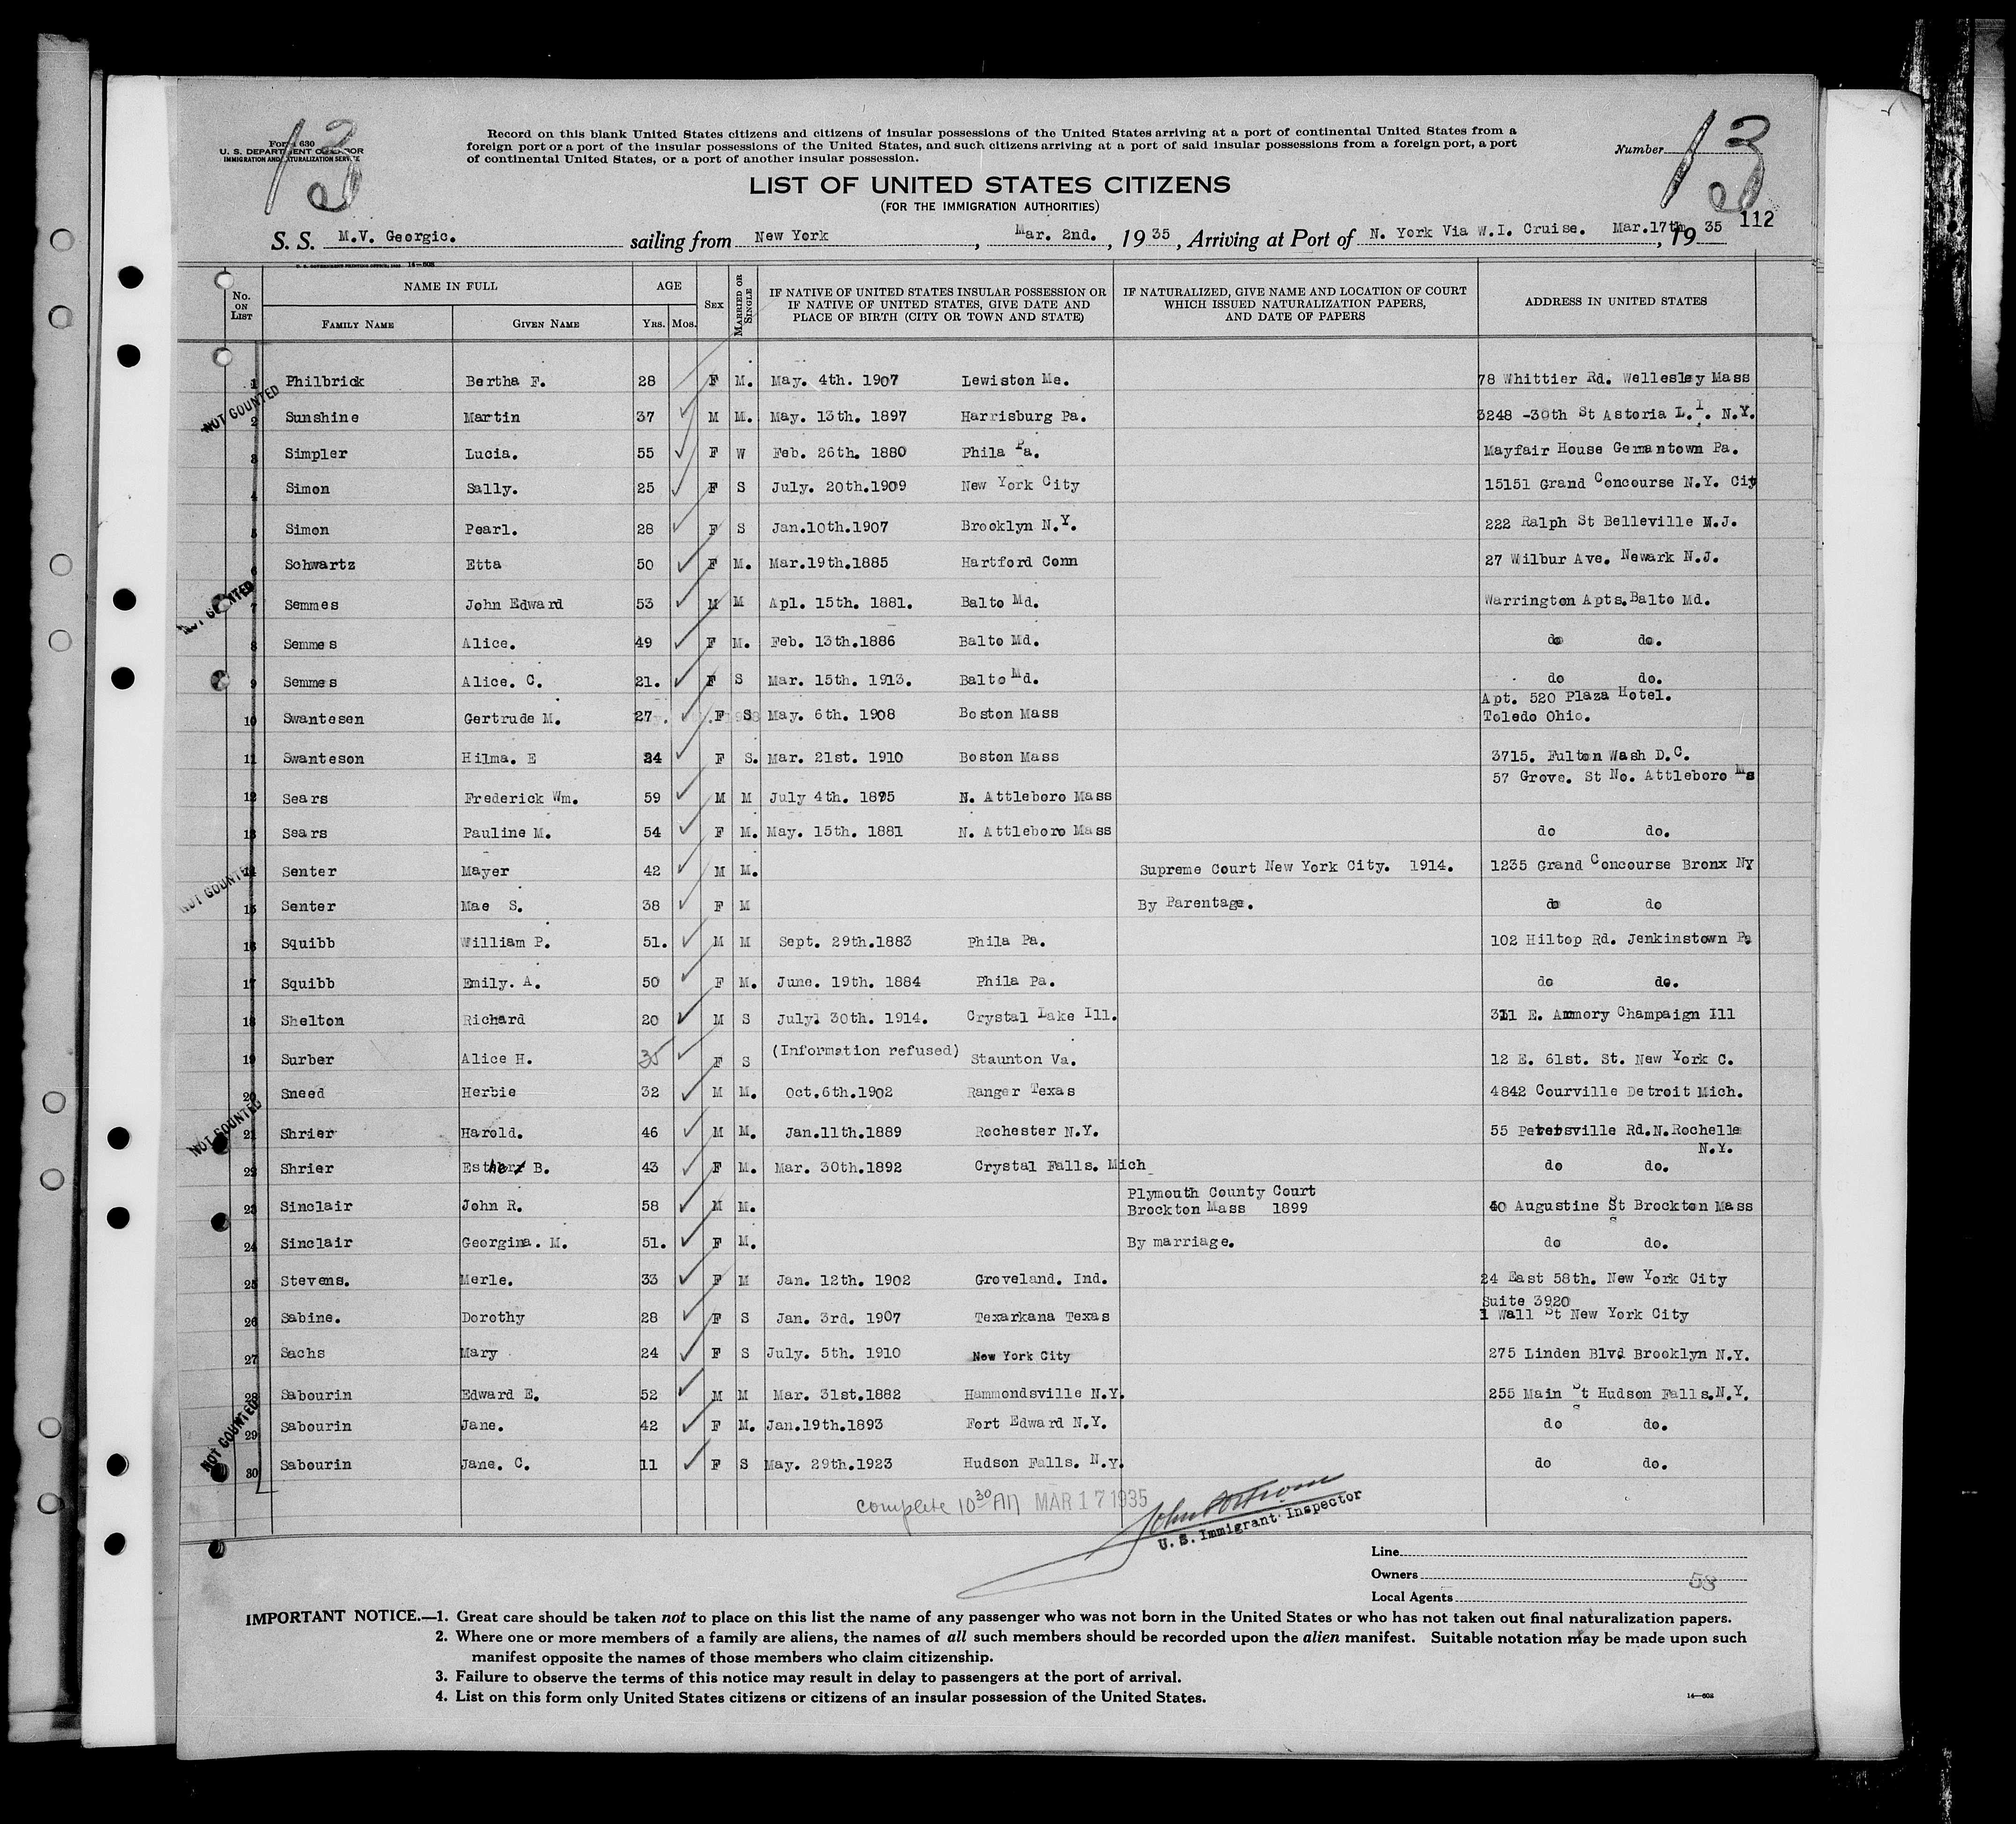 13
13
Form 630
U. S. DEPARTMENT OF LABOR
IMMIGRATION AND NATURALIZATION SERVICE
Record on this blank United States citizens and citizens of insular possessions of the United States arriving at a port of continental United States from a
foreign port or a port of the insular possessions of the United States, and such citizens arriving at a port of said insular possessions from a foreign port, a port
of continental United States, or a port of another insular possession.
Number
LIST OF UNITED STATES CITIZENS
(FOR THE IMMIGRATION AUTHORITIES)
112
S. S. M.V. Georgic. sailing from New York, Mar. 2nd., 1935, Arriving at Port of N. York Via W.I. Cruise. Mar.17th, 1935
U. S. GOVERNMENT PRINTING OFFICE 14—602
No. ON LIST NAME IN FULL AGE SEX MARRIED OR SINGLE IF NATIVE OF UNITED STATES INSULAR POSSESSION OR IF NATIVE OF UNITED STATES, GIVE DATE AND PLACE OF BIRTH (CITY OR TOWN AND STATE) IF NATURALIZED, GIVE NAME AND LOCATION OF COURT WHICH ISSUED NATURALIZATION PAPERS, AND DATE OF PAPERS ADDRESS IN UNITED STATES
FAMILY NAME GIVEN NAME YRS. MOS.
1 Philbrick Bertha F. 28 F M. May. 4th. 1907 Lewiston Me. 78 Whittier Rd. Wellesley Mass
NOT COUNTED
2 Sunshine Martin 37 M M. May. 13th. 1897 Harrisburg Pa. 3248 -30th St Astoria L.I. N.Y.
3 Simpler Lucia. 55 F W Feb. 26th. 1880 Phila Pa. Mayfair House Germantown Pa.
4 Simon Sally. 25 F S July. 20th.1909 New York City 15151 Grand Concourse N.Y. City
5 Simon Pearl. 28 F S Jan.10th.1907 Brooklyn N.Y. 222 Ralph St Belleville N.J.
6 Schwartz Etta 50 F M. Mar.19th.1885 Hartford Conn 27 Wilbur Ave. Newark N.J.
NOT COUNTED
7 Semmes John Edward 53 M M Apl. 15th. 1881. Balto Md. Warrington Apts.Balto Md.
8 Semmes Alice. 49 F M. Feb. 13th.1886 Balto Md. do do.
9 Semmes Alice. C. 21. F S Mar. 15th. 1913. Balto Md. do do.
Apt. 520 Plaza Hotel.
10 Swantesen Gertrude M. 27 F S May. 6th. 1908 Boston Mass Toledo Ohio.
11 Swanteson Hilma. E 24 F S. Mar. 21st. 1910 Boston Mass 3715. Fulton Wash D.C.
57 Grove. St No. Attleboro Ms
12 Sears Frederick Wm. 59 M M July 4th. 1875 N. Attleboro Mass
13 Sears Pauline M. 54 F M. May. 15th. 1881 N. Attleboro Mass do do.
14 Senter Mayer 42 M M. Supreme Court New York City. 1914. 1235 Grand Concourse Bronx NY
NOT COUNTED
15 Senter Mae S. 38 F M By Parentage. do do
16 Squibb William P. 51. M M Sept. 29th.1883 Phila Pa. 102 Hiltop Rd. Jenkinstown Pa
17 Squibb Emily. A. 50 F M. June. 19th. 1884 Phila Pa. do do.
18 Shelton Richard 20 M S July. 30th. 1914. Crystal Lake Ill. 311 E. Ammory Champaign Ill
19 Surber Alice H. 35 F S (Information refused) Staunton Va. 12 E. 61st. St. New York C.
20 Sneed Herbie 32 M M. Oct.6th.1902 Ranger Texas 4842 Courville Detroit Mich.
NOT COUNTED
21 Shrier Harold. 46 M M. Jan.11th.1889 Rochester N.Y. 55 Petersville Rd.N.Rochelle
N.Y.
22 Shrier Esther B. 43 F M. Mar. 30th.1892 Crystal Falls. Mich do do.
Plymouth County Court
23 Sinclair John R. 58 M M. Brockton Mass 1899 40 Augustine St Brockton Mass
24 Sinclair Georgina. M. 51. F M. By marriage. do do.
25 Stevens. Merle. 33 F M Jan. 12th. 1902 Groveland. Ind. 24 East 58th. New York City
Suite 3920
26 Sabine. Dorothy 28 F S Jan. 3rd. 1907 Texarkana Texas 1 Wall St New York City
27 Sachs Mary 24 F S July. 5th. 1910 New York City 275 Linden Blvd Brooklyn N.Y.
28 Sabourin Edward E. 52 M M Mar. 31st.1882 Hammondsville N.Y. 255 Main St Hudson Falls.N.Y.
29 Sabourin Jane. 42 F M. Jan.19th.1893 Fort Edward N.Y. do do.
NOT COUNTED
30 Sabourin Jane. C. 11 F S May. 29th.1923 Hudson Falls. N.Y. do do.
complete 10 30 AM MAR 17 1935
U. S. Immigrant Inspector
Line
Owners
53
Local Agents
IMPORTANT NOTICE.—1. Great care should be taken not to place on this list the name of any passenger who was not born in the United States or who has not taken out final naturalization papers.
2. Where one or more members of a family are aliens, the names of all such members should be recorded upon the alien manifest. Suitable notation may be made upon such
manifest opposite the names of those members who claim citizenship.
3. Failure to observe the terms of this notice may result in delay to passengers at the port of arrival.
4. List on this form only United States citizens or citizens of an insular possession of the United States.
14—602